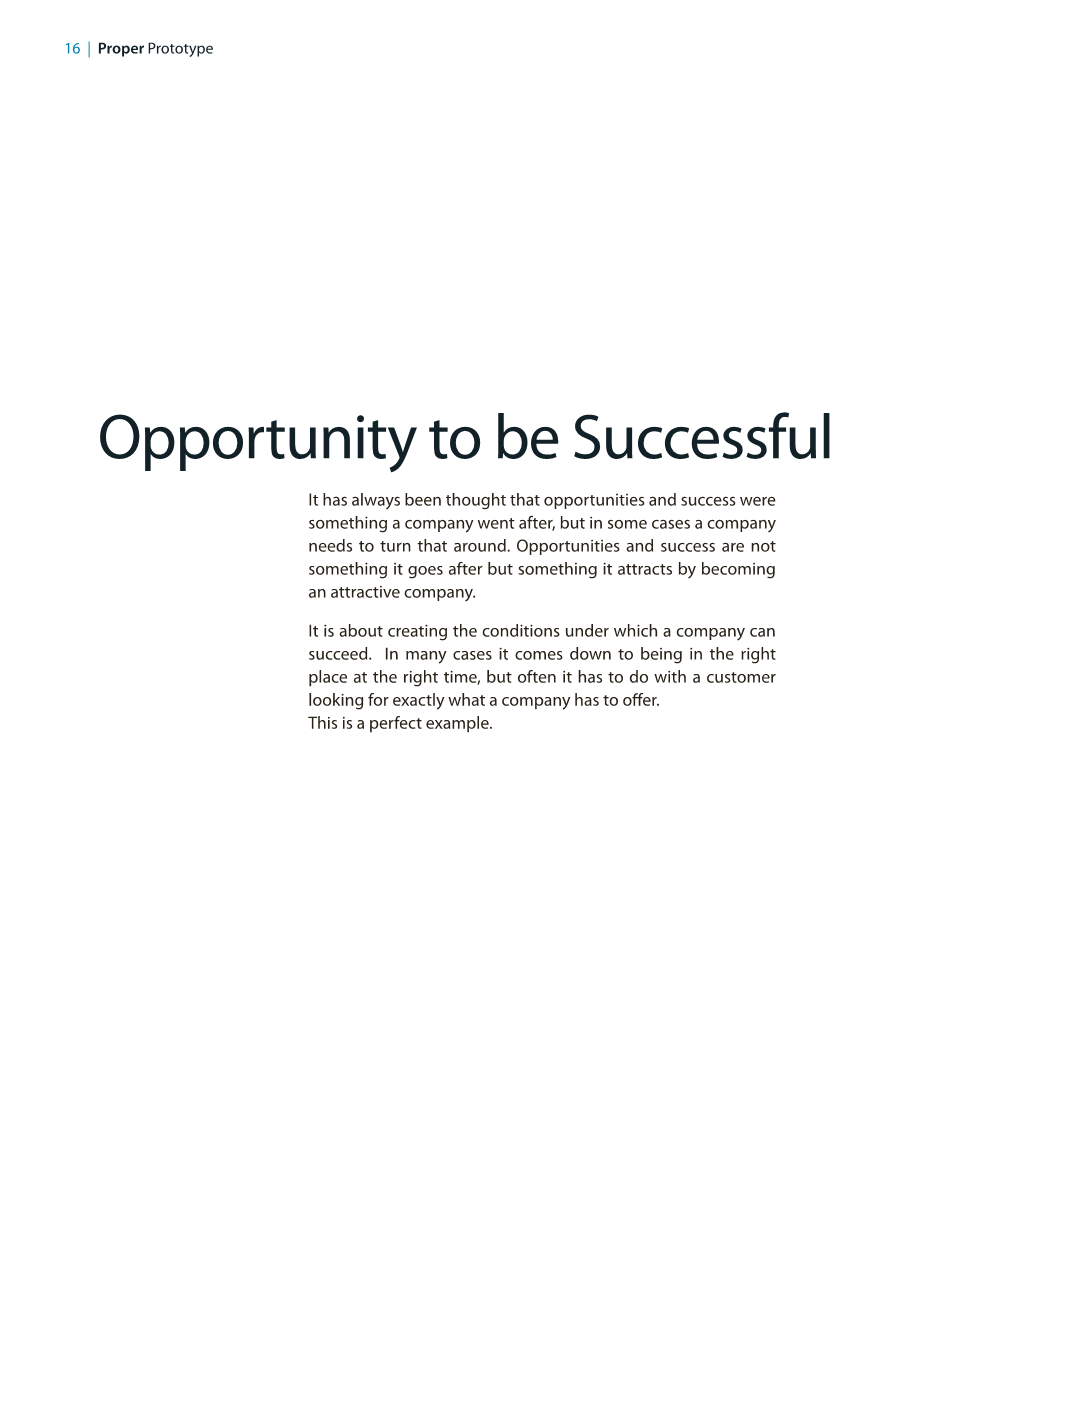 16 | Proper Prototype
Opportunity to be Successful
It has always been thought that opportunities and success were
something a company went after, but in some cases a company
needs to turn that around. Opportunities and success are not
something it goes after but something it attracts by becoming
an attractive company.
It is about creating the conditions under which a company can
succeed.  In many cases it comes down to being in the right
place at the right time, but often it has to do with a customer
looking for exactly what a company has to offer.
This is a perfect example.